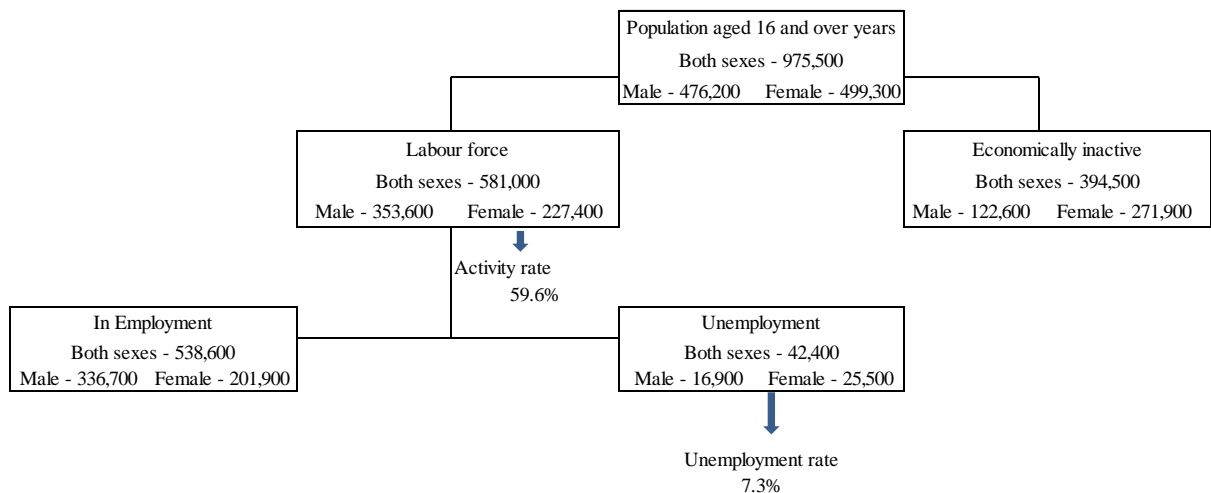 Population aged 16 and over years
Both sexes - 975,500
Male - 476,200 Female - 499,300
Labour force
Both sexes - 581,000
Male - 353,600 Female - 227,400
Economically inactive
Both sexes - 394,500
Male - 122,600 Female - 271,900
Activity rate
59.6%
In Employment
Both sexes - 538,600
Male - 336,700 Female - 201,900
Unemployment
Both sexes - 42,400
Male - 16,900 Female - 25,500
Unemployment rate
7.3%